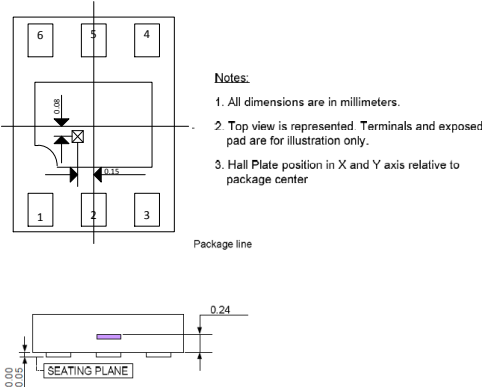 6 5 4
0.08
0.15
1 2 3
Notes:
1. All dimensions are in millimeters.
2. Top view is represented. Terminals and exposed
pad are for illustration only.
3. Hall Plate position in X and Y axis relative to
package center
Package line
0.24
SEATING PLANE
0.00
0.05